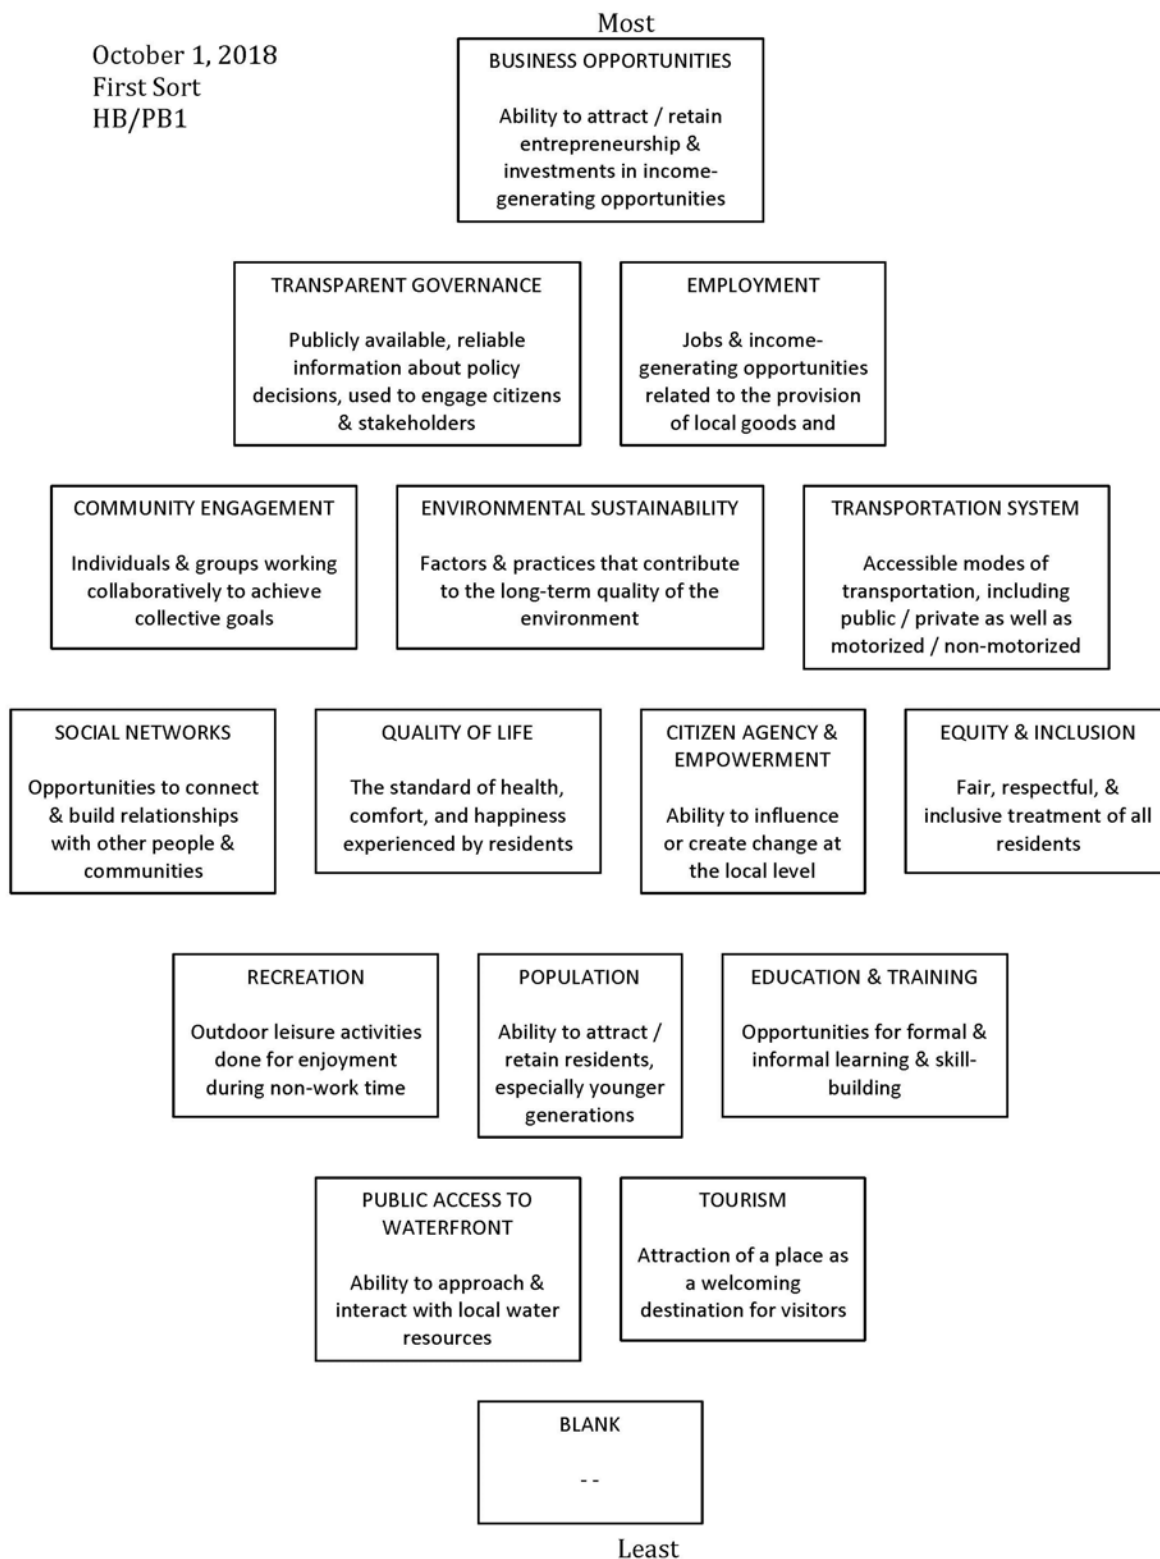 Most
October 1, 2018
First Sort
HB/PB1
BUSINESS OPPORTUNITIES
Ability to attract / retain
entrepreneurship &
investments in income-
generating opportunities
TRANSPARENT GOVERNANCE
Publicly available, reliable
information about policy
decisions, used to engage citizens
& stakeholders
EMPLOYMENT
Jobs & income-
generating opportunities
related to the provision
of local goods and
COMMUNITY ENGAGEMENT
Individuals & groups working
collaboratively to achieve
collective goals
ENVIRONMENTAL SUSTAINABILITY
Factors & practices that contribute
to the long-term quality of the
environment
TRANSPORTATION SYSTEM
Accessible modes of
transportation, including
public / private as well as
motorized / non-motorized
SOCIAL NETWORKS
Opportunities to connect
& build relationships
with other people &
communities
QUALITY OF LIFE
The standard of health,
comfort, and happiness
experienced by residents
CITIZEN AGENCY &
EMPOWERMENT
Ability to influence
or create change at
the local level
EQUITY & INCLUSION
Fair, respectful, &
inclusive treatment of all
residents
RECREATION
Outdoor leisure activities
done for enjoyment
during non-work time
POPULATION
Ability to attract /
retain residents,
especially younger
generations
EDUCATION & TRAINING
Opportunities for formal &
informal learning & skill-
building
PUBLIC ACCESS TO
WATERFRONT
Ability to approach &
interact with local water
resources
TOURISM
Attraction of a place as
a welcoming
destination for visitors
BLANK
- -
Least